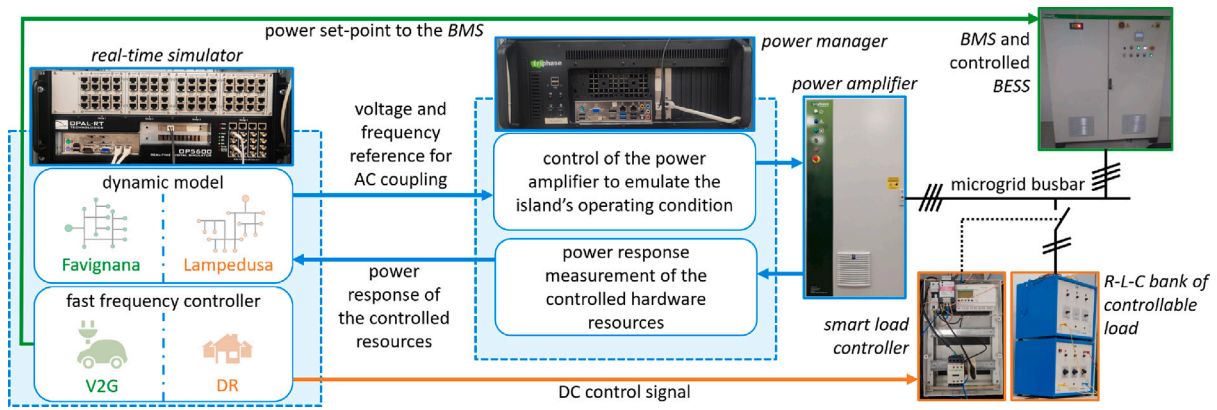 power set-point to the BMS
real-time simulator
power manager
BMS and
controlled
BESS
triphase
power amplifier
OPAL-RT
TECHNOLOGIES
OP5600
voltage and
frequency
reference for
AC coupling
control of the power
amplifier to emulate the
island's operating condition
dynamic model
Favignana
Lampedusa
microgrid busbar
power
response of
the controlled
resources
power response
measurement of the
controlled hardware
resources
fast frequency controller
V2G
DR
smart load
controller
R-L-C bank of
controllable
load
DC control signal